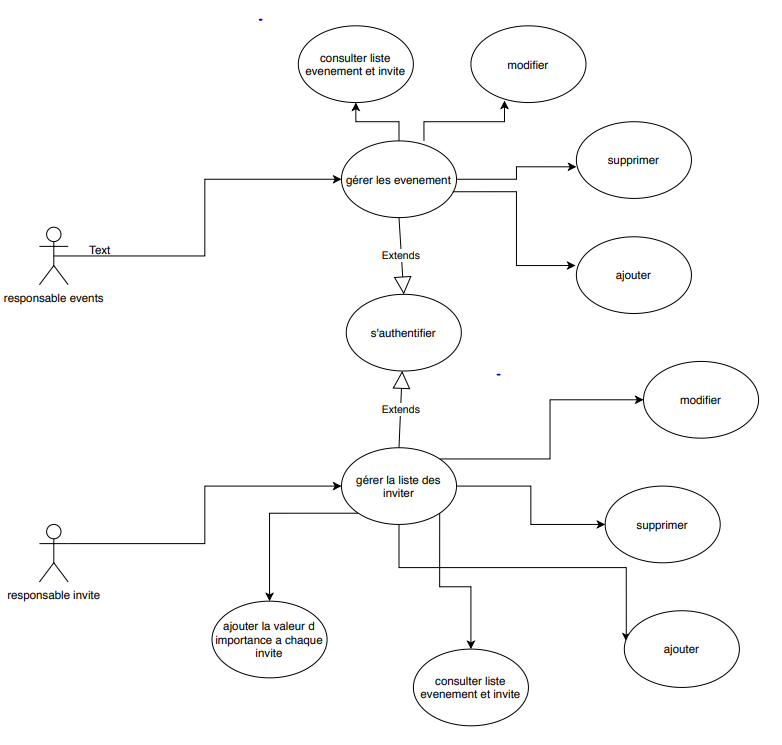 consulter liste
evenement et invite
modifier
supprimer
gérer les evenement
Text
responsable events
Extends
ajouter
s'authentifier
Extends
modifier
gérer la liste des
inviter
supprimer
responsable invite
ajouter la valeur d
importance a chaque
invite
ajouter
consulter liste
evenement et invite